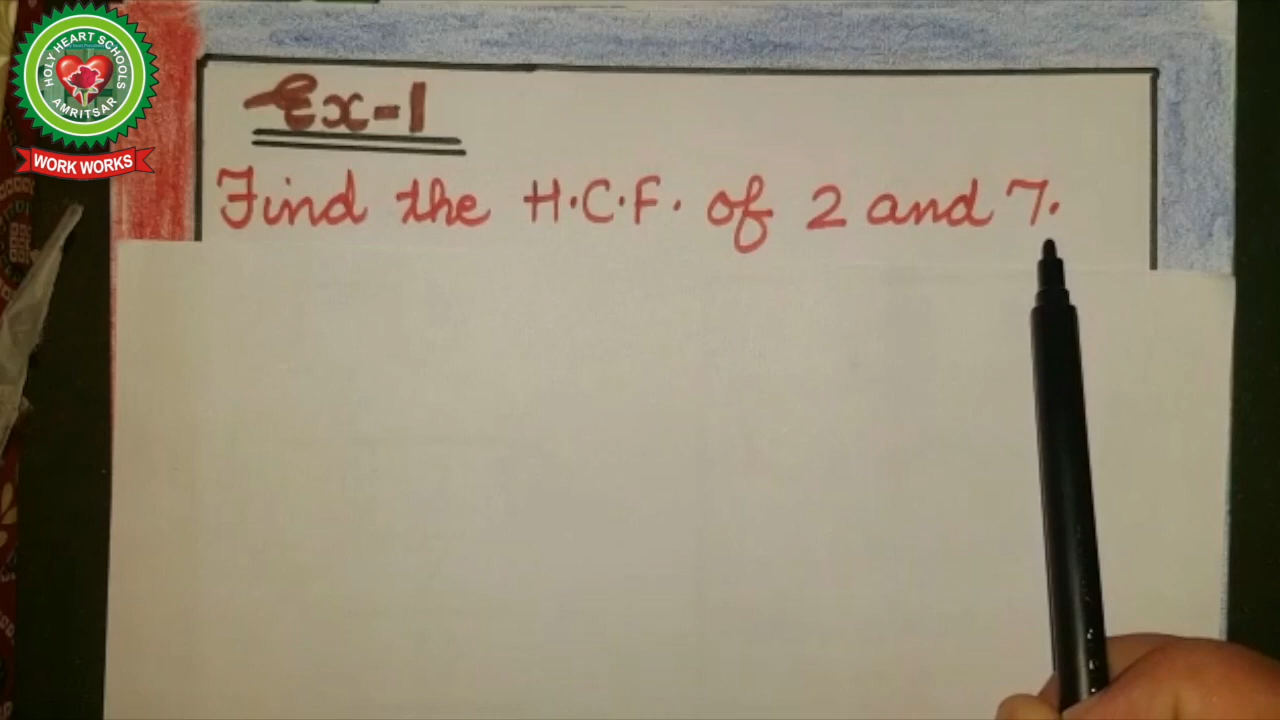 HOLY HEART SCHOOLS
AMRITSAR
WORK WORKS
Ex-1
Find the H.C.F. of 2 and 7.